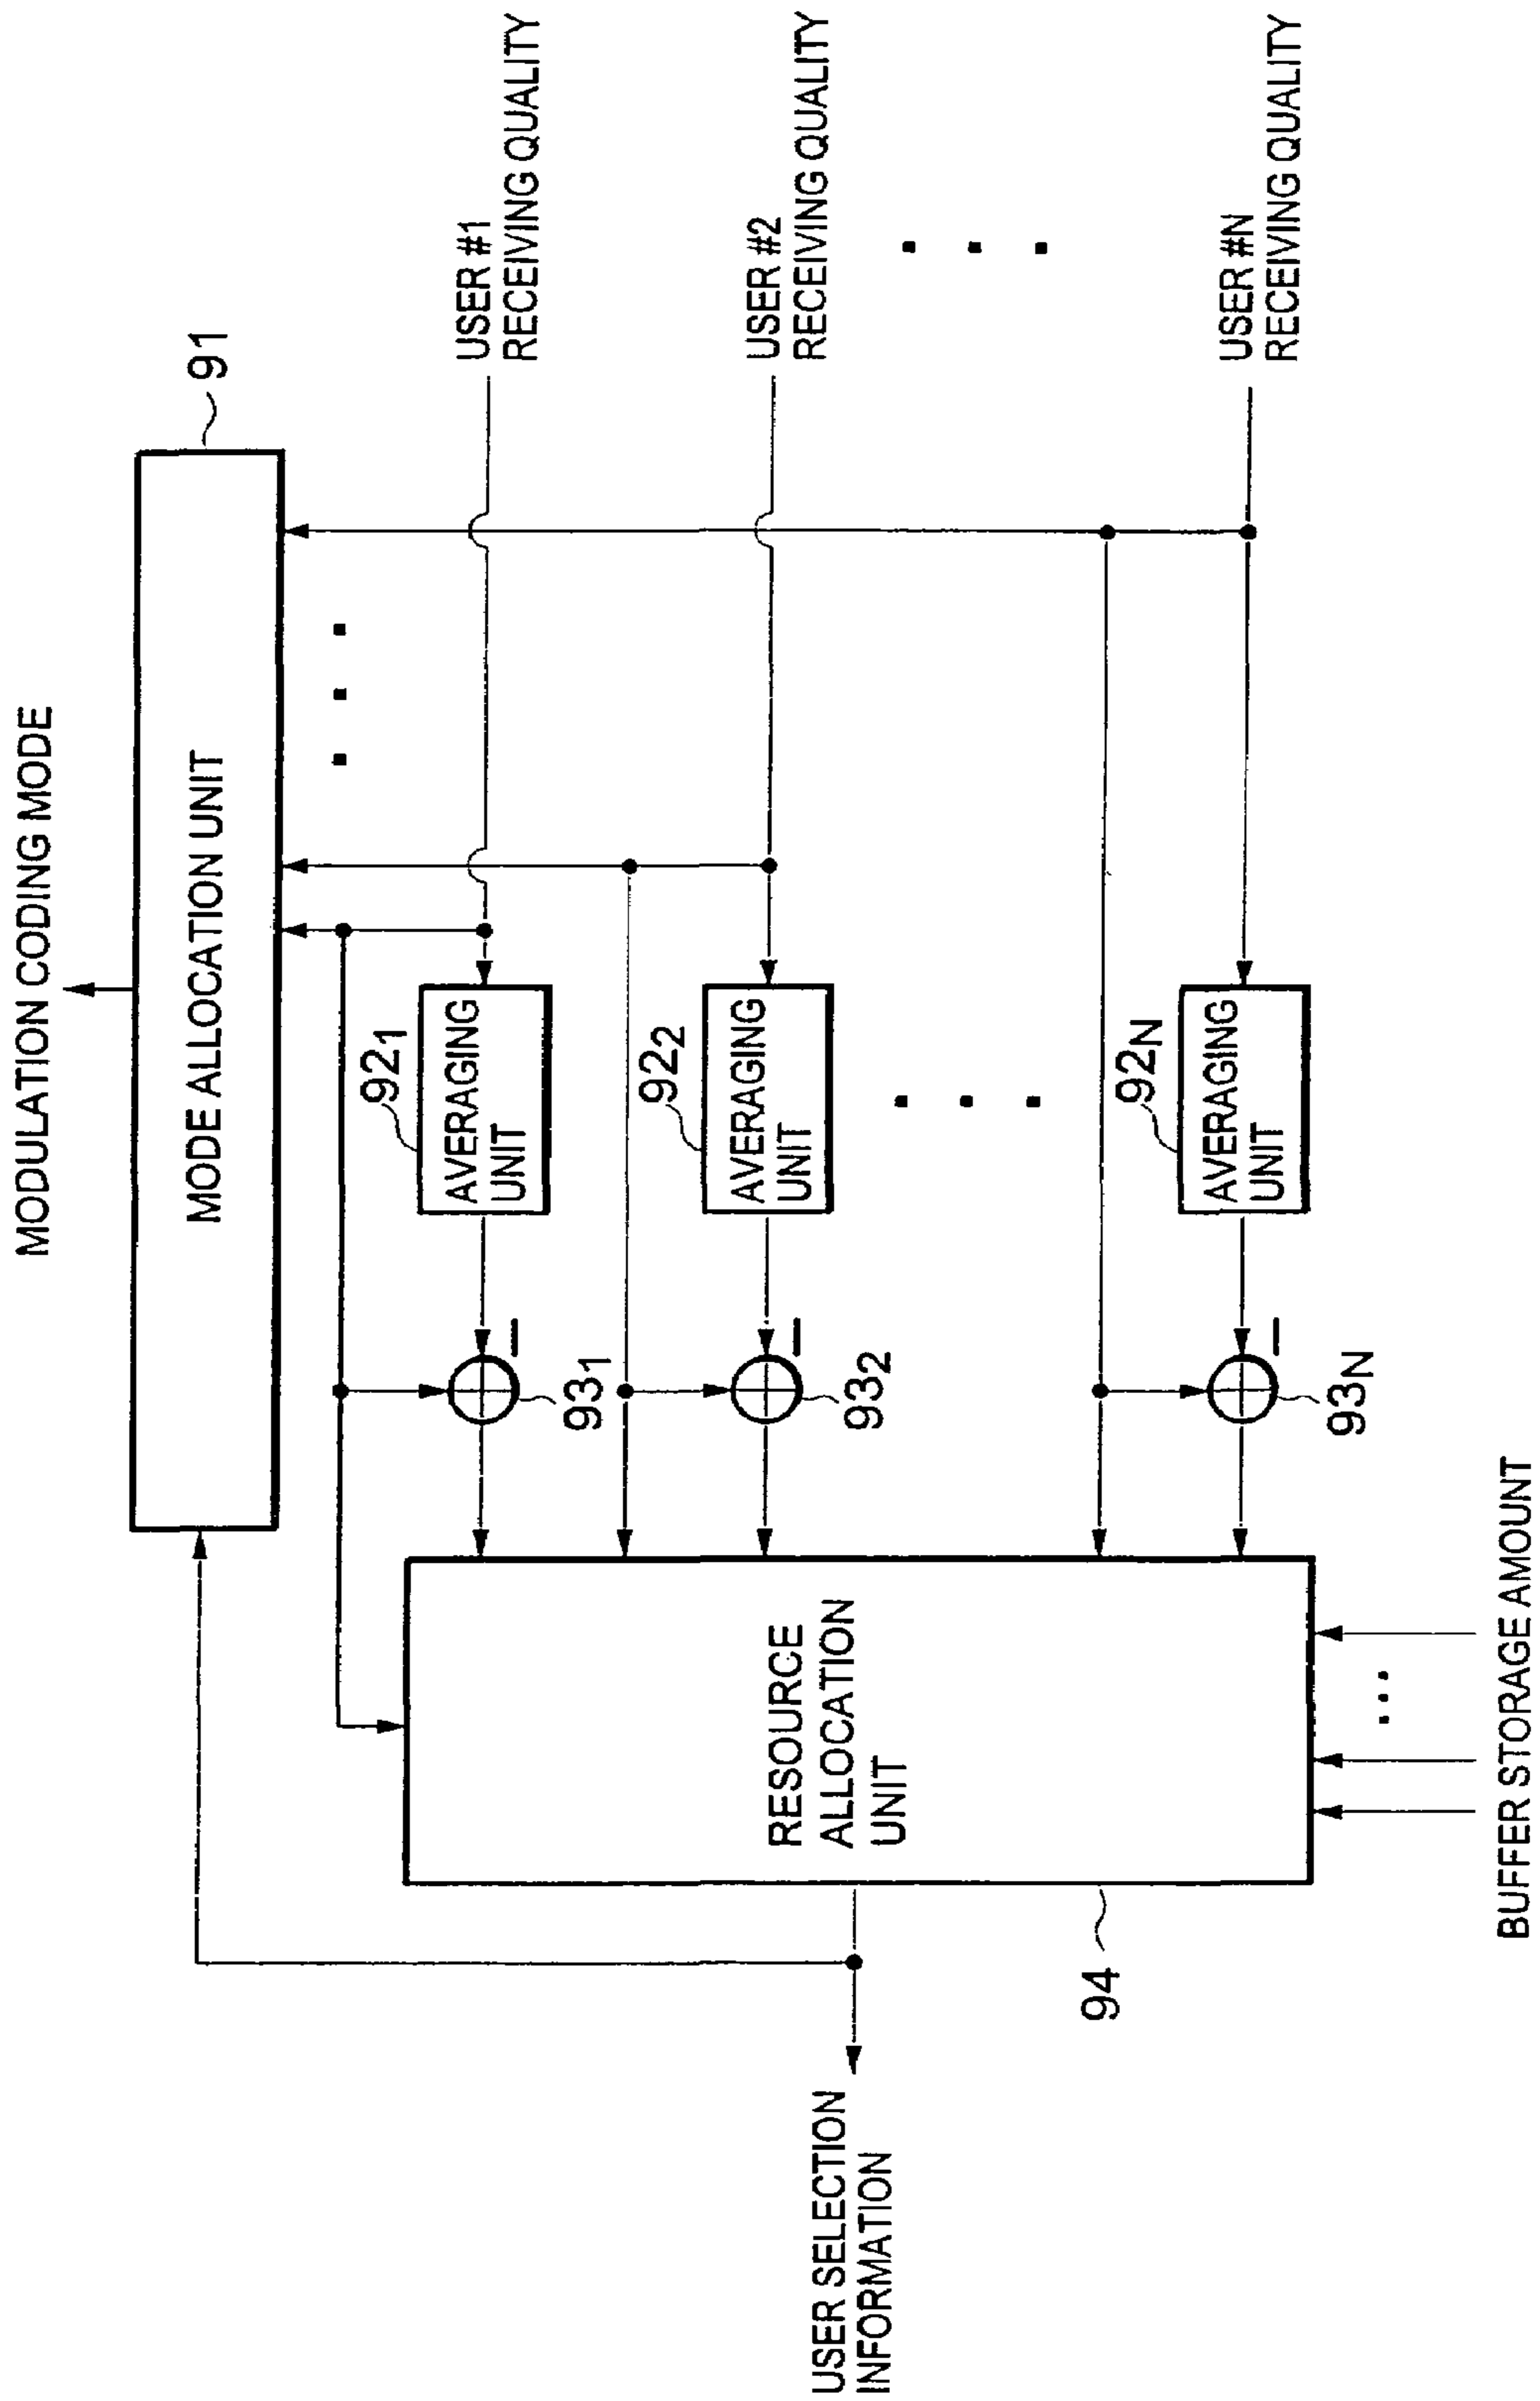 MODULATION CODING MODE
MODE ALLOCATION UNIT
91
USER #1
RECEIVING QUALITY
USER #2
RECEIVING QUALITY
USER #N
RECEIVING QUALITY
92₁
AVERAGING
UNIT
92₂
AVERAGING
UNIT
92N
AVERAGING
UNIT
93₁
93₂
93N
RESOURCE
ALLOCATION
UNIT
94
USER SELECTION
INFORMATION
BUFFER STORAGE AMOUNT